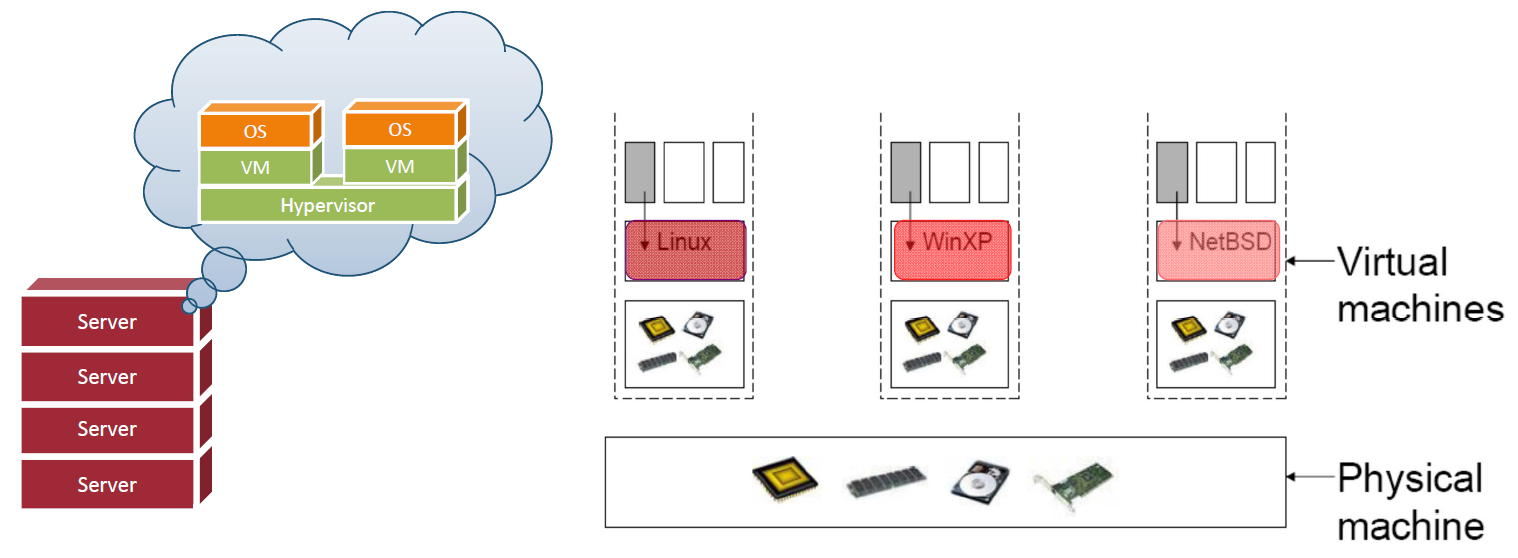 OS
OS
VM
VM
Hypervisor
Server
Server
Server
Server
Linux
WinXP
NetBSD
Virtual
machines
Physical
machine